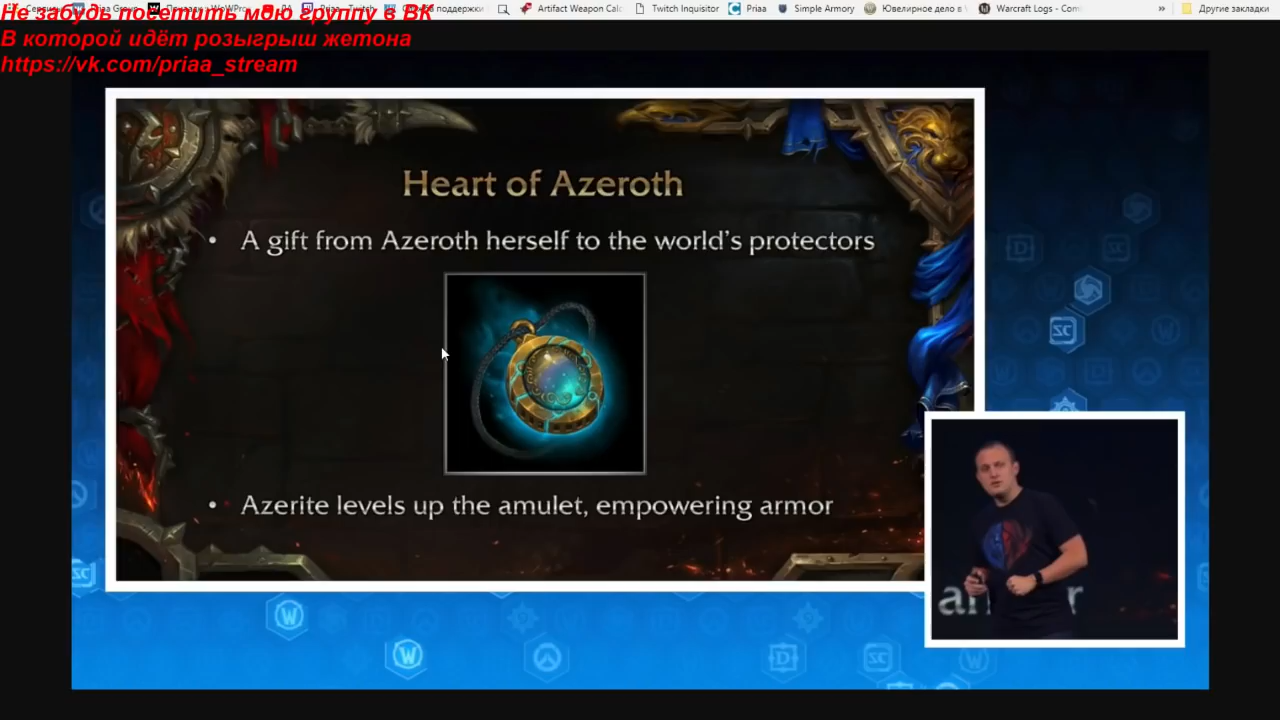 Не забудь посетить мою группу в ВК
В которой идёт розыгрыш жетона
https://vk.com/priaa_stream
Artifact Weapon Calc
Twitch Inquisitor
Priaa
Simple Armory
Ювелирное дело в
Warcraft Logs - Com
»
Другие закладки
Heart of Azeroth
• A gift from Azeroth herself to the world's protectors
• Azerite levels up the amulet, empowering armor